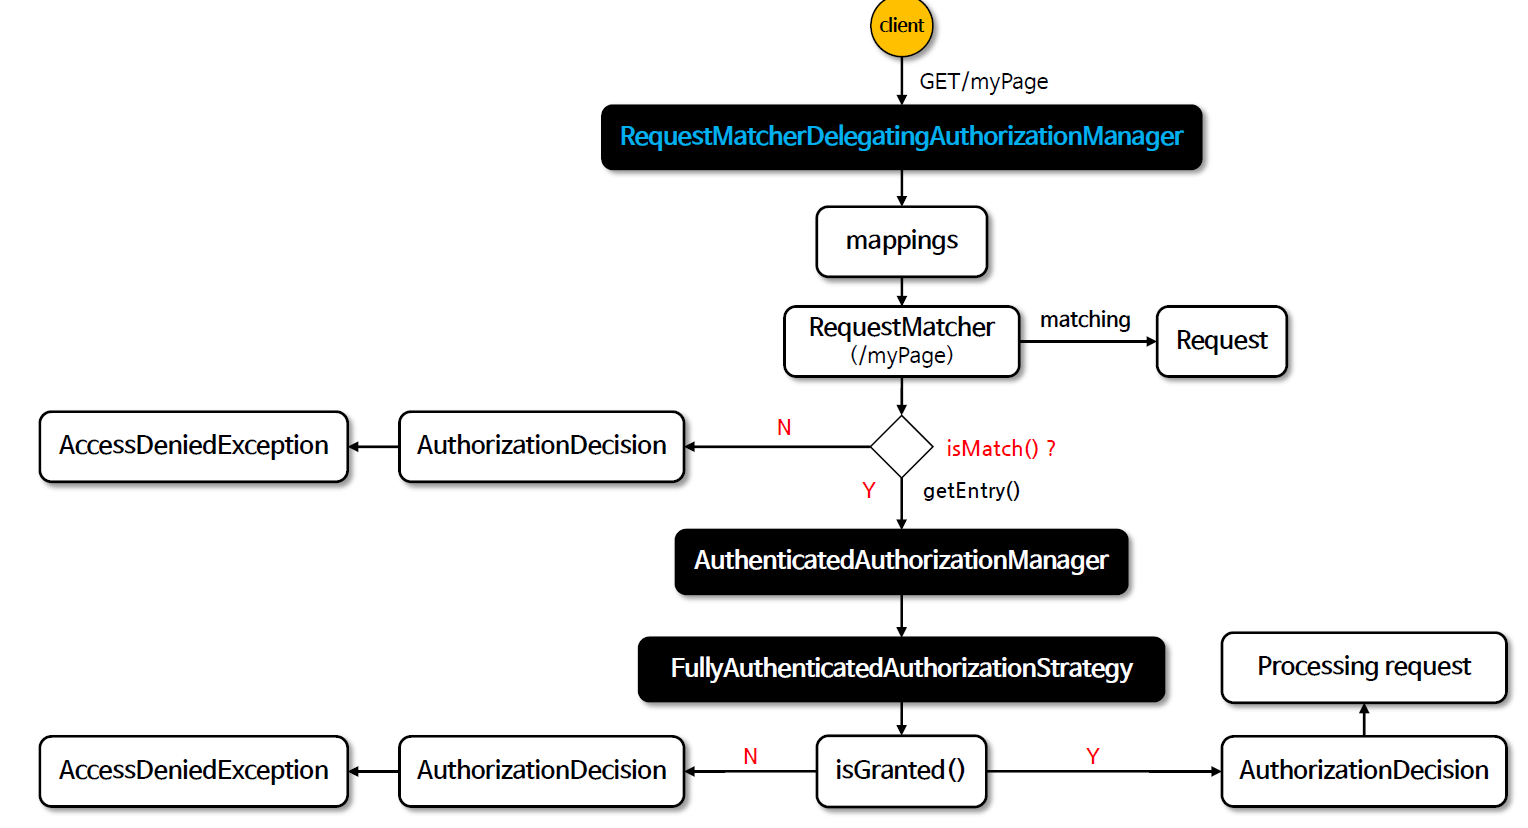 client
GET/myPage
RequestMatcherDelegatingAuthorizationManager
mappings
RequestMatcher
(/myPage)
matching
Request
AccessDeniedException
AuthorizationDecision
N
isMatch() ?
Y
getEntry()
AuthenticatedAuthorizationManager
FullyAuthenticatedAuthorizationStrategy
Processing request
AccessDeniedException
AuthorizationDecision
N
isGranted()
Y
AuthorizationDecision